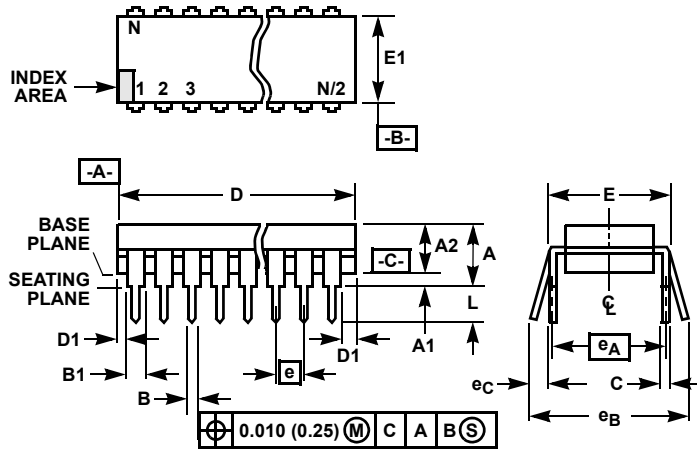 N
E1
INDEX
AREA
1 2 3 N/2
-B-
-A-
D
E
BASE
PLANE
A2
A
-C-
SEATING
PLANE
L
D1
A1
D1
B1
e
eA
B
eC
C
eB
⌖ 0.010 (0.25) Ⓜ C A B Ⓢ
℄